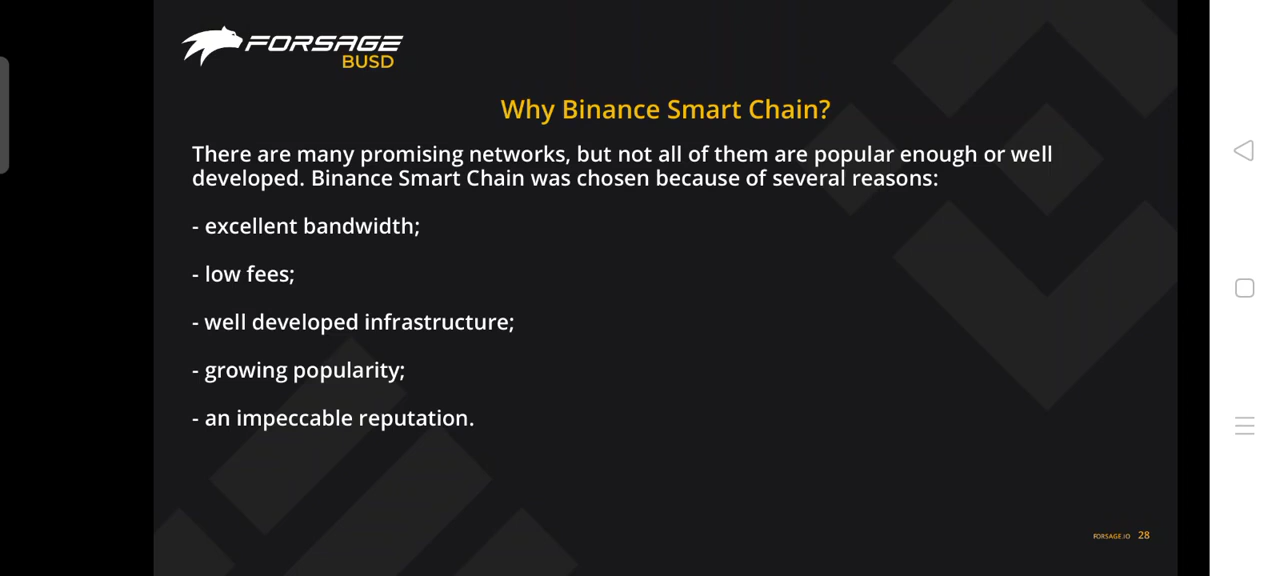 FORSAGE
BUSD
Why Binance Smart Chain?
There are many promising networks, but not all of them are popular enough or well
developed. Binance Smart Chain was chosen because of several reasons:
- excellent bandwidth;
- low fees;
- well developed infrastructure;
- growing popularity;
- an impeccable reputation.
FORSAGE.IO 28